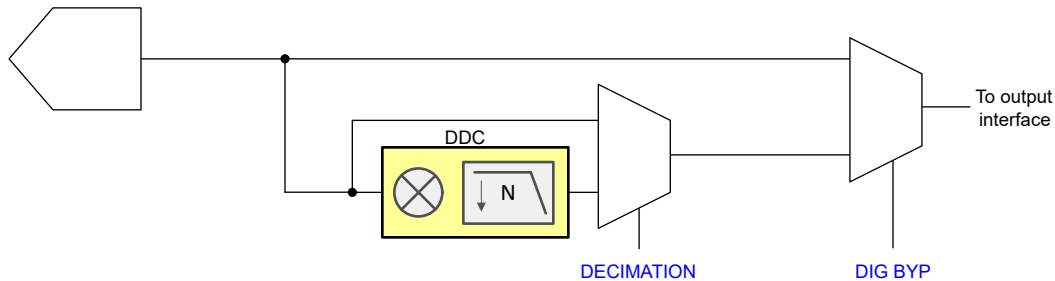 To output
interface
DDC
N
DECIMATION
DIG BYP